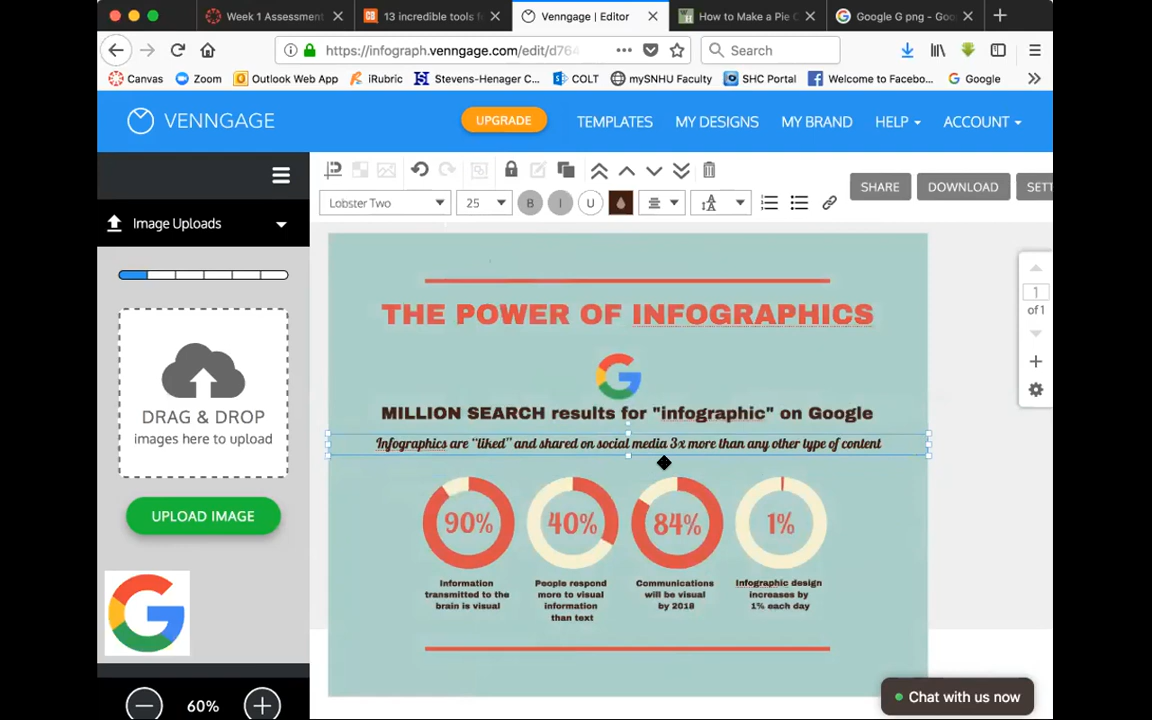 Week 1 Assessment
13 incredible tools f
Venngage | Editor
How to Make a Pie C
Google G png - Goo
https://infograph.venngage.com/edit/d764
Search
Canvas
Zoom
Outlook Web App
iRubric
Stevens-Henager C...
COLT
mySNHU Faculty
SHC Portal
Welcome to Facebo...
Google
VENNGAGE
UPGRADE
TEMPLATES
MY DESIGNS
MY BRAND
HELP
ACCOUNT
Lobster Two
25
B
I
U
SHARE
DOWNLOAD
SETT
Image Uploads
DRAG & DROP
images here to upload
UPLOAD IMAGE
60%
THE POWER OF INFOGRAPHICS
MILLION SEARCH results for "infographic" on Google
Infographics are “liked” and shared on social media 3x more than any other type of content
90%
40%
84%
1%
Information
transmitted to the
brain is visual
People respond
more to visual
information
than text
Communications
will be visual
by 2018
Infographic design
increases by
1% each day
1
of 1
Chat with us now